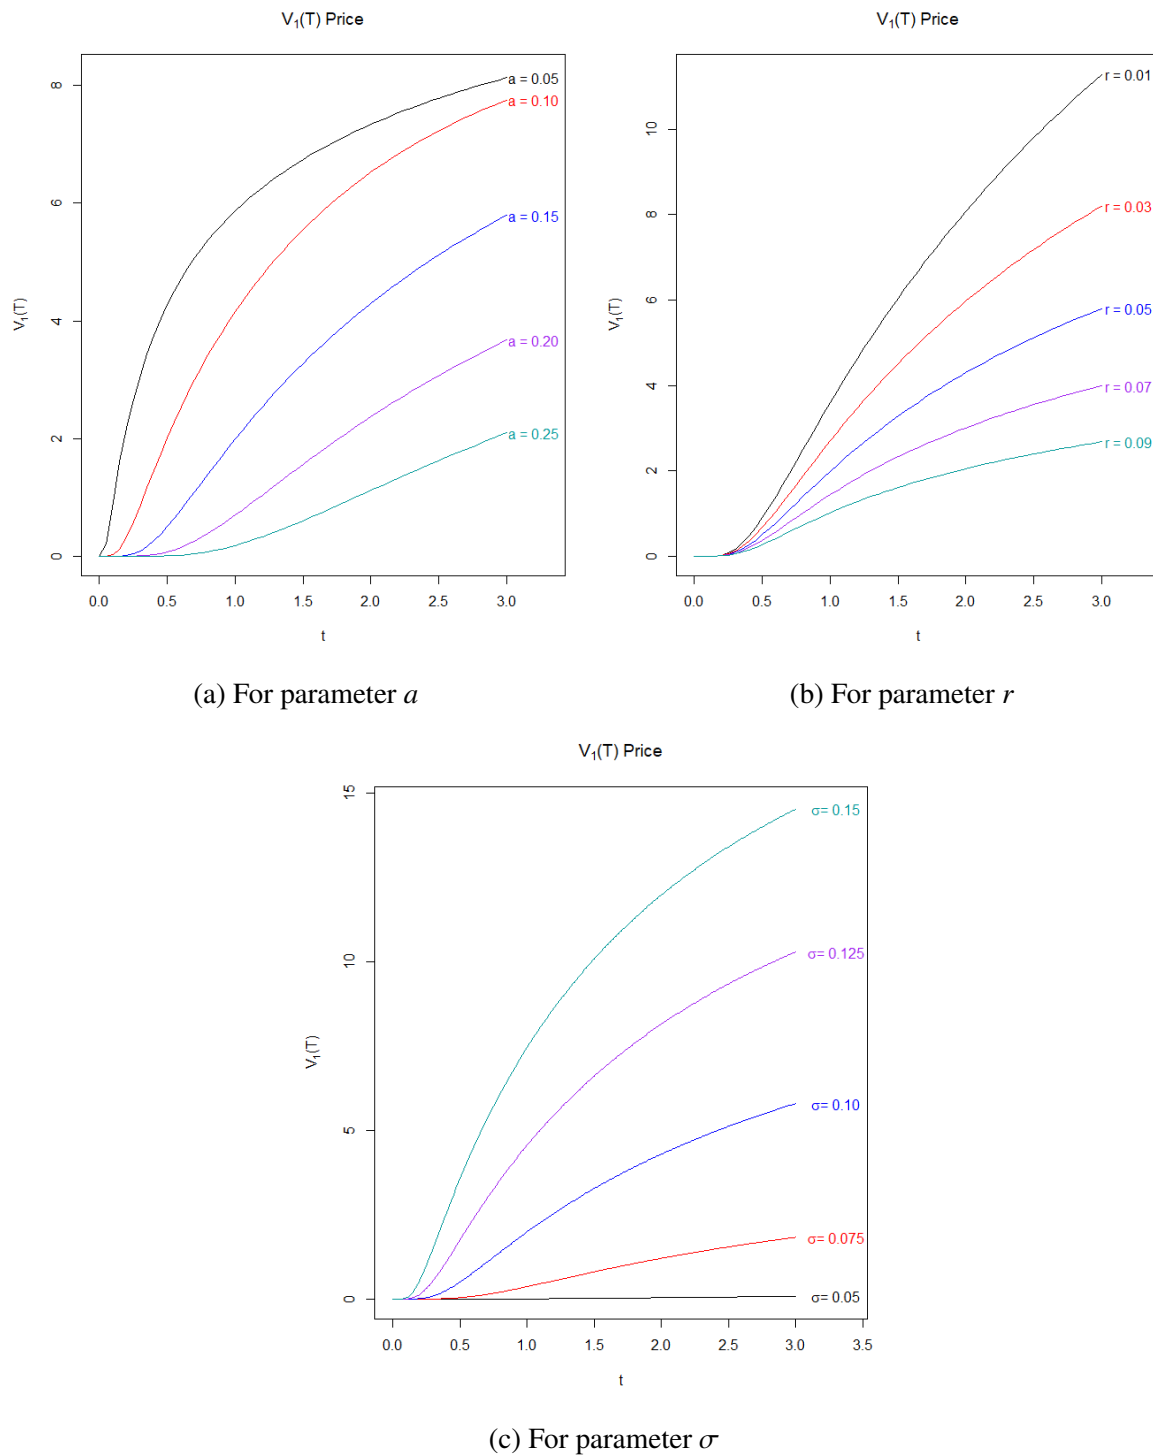 V₁(T) Price
8
6
4
2
0
V₁(T)
a = 0.05
a = 0.10
a = 0.15
a = 0.20
a = 0.25
0.0 0.5 1.0 1.5 2.0 2.5 3.0
t
(a) For parameter a
V₁(T) Price
10
8
6
4
2
0
V₁(T)
r = 0.01
r = 0.03
r = 0.05
r = 0.07
r = 0.09
0.0 0.5 1.0 1.5 2.0 2.5 3.0
t
(b) For parameter r
V₁(T) Price
15
10
5
0
V₁(T)
σ= 0.15
σ= 0.125
σ= 0.10
σ= 0.075
σ= 0.05
0.0 0.5 1.0 1.5 2.0 2.5 3.0 3.5
t
(c) For parameter σ